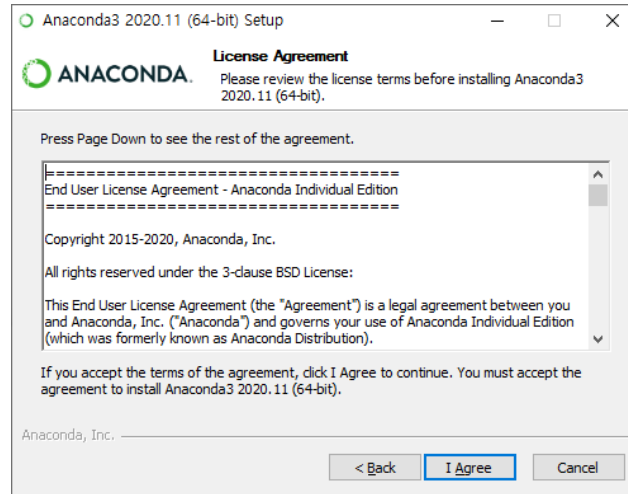 Anaconda3 2020.11 (64-bit) Setup
ANACONDA.
License Agreement
Please review the license terms before installing Anaconda3
2020.11 (64-bit).
Press Page Down to see the rest of the agreement.
===================================
End User License Agreement - Anaconda Individual Edition
===================================
Copyright 2015-2020, Anaconda, Inc.
All rights reserved under the 3-clause BSD License:
This End User License Agreement (the "Agreement") is a legal agreement between you
and Anaconda, Inc. ("Anaconda") and governs your use of Anaconda Individual Edition
(which was formerly known as Anaconda Distribution).
If you accept the terms of the agreement, click I Agree to continue. You must accept the
agreement to install Anaconda3 2020.11 (64-bit).
Anaconda, Inc.
< Back
I Agree
Cancel